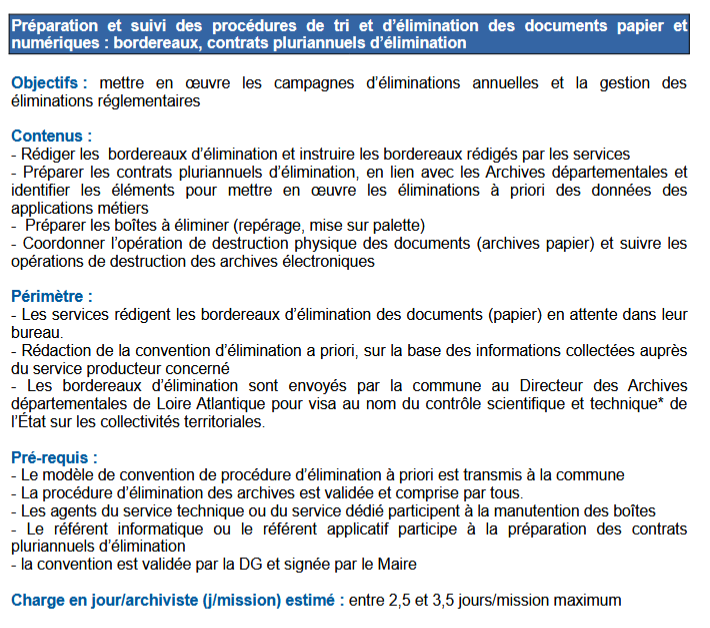 Préparation et suivi des procédures de tri et d'élimination des documents papier et
numériques : bordereaux, contrats pluriannuels d'élimination
Objectifs : mettre en œuvre les campagnes d'éliminations annuelles et la gestion des
éliminations réglementaires
Contenus :
- Rédiger les bordereaux d'élimination et instruire les bordereaux rédigés par les services
- Préparer les contrats pluriannuels d'élimination, en lien avec les Archives départementales et
identifier les éléments pour mettre en œuvre les éliminations à priori des données des
applications métiers
- Préparer les boîtes à éliminer (repérage, mise sur palette)
- Coordonner l'opération de destruction physique des documents (archives papier) et suivre les
opérations de destruction des archives électroniques
Périmètre :
- Les services rédigent les bordereaux d'élimination des documents (papier) en attente dans leur
bureau.
- Rédaction de la convention d'élimination a priori, sur la base des informations collectées auprès
du service producteur concerné
- Les bordereaux d'élimination sont envoyés par la commune au Directeur des Archives
départementales de Loire Atlantique pour visa au nom du contrôle scientifique et technique* de
l'État sur les collectivités territoriales.
Pré-requis :
- Le modèle de convention de procédure d'élimination à priori est transmis à la commune
- La procédure d'élimination des archives est validée et comprise par tous.
- Les agents du service technique ou du service dédié participent à la manutention des boîtes
- Le référent informatique ou le référent applicatif participe à la préparation des contrats
pluriannuels d'élimination
- la convention est validée par la DG et signée par le Maire
Charge en jour/archiviste (j/mission) estimé : entre 2,5 et 3,5 jours/mission maximum